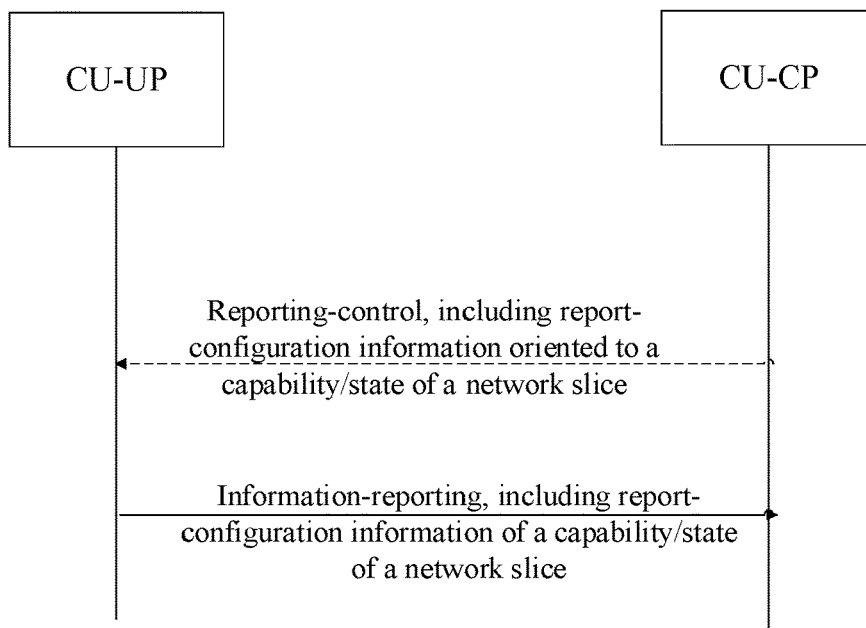 CU-UP
CU-CP
Reporting-control, including report-
configuration information oriented to a
capability/state of a network slice
Information-reporting, including report-
configuration information of a capability/state
of a network slice